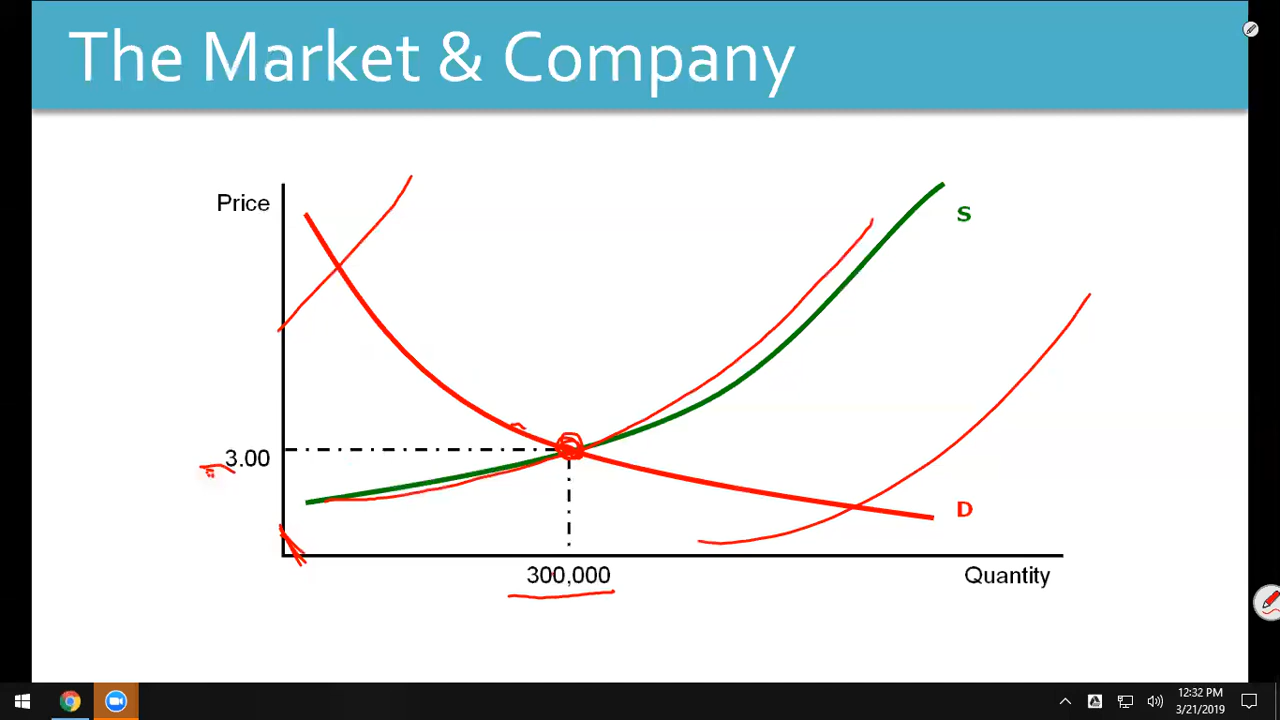 The Market & Company
Price
S
3.00
D
300,000
Quantity
12:32 PM
3/21/2019